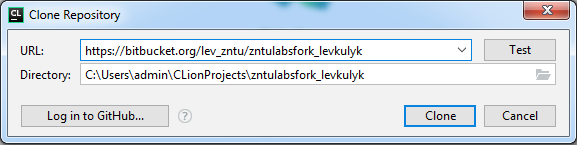 CL Clone Repository
URL: https://bitbucket.org/lev_zntu/zntulabsfork_levkulyk Test
Directory: C:\Users\admin\CLionProjects\zntulabsfork_levkulyk
Log in to GitHub... ? Clone Cancel